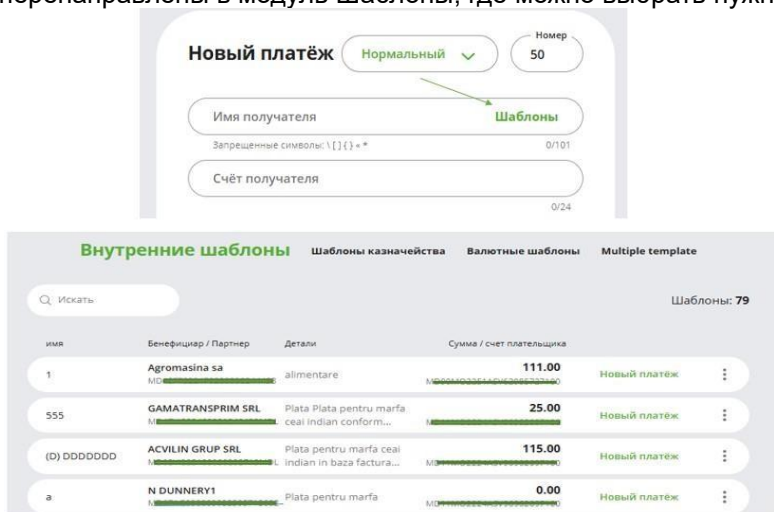 перенаправлены в модуль Шаблоны, где можно выбрать нужн
Новый платёж Нормальный Номер 50
Имя получателя Шаблоны
Запрещенные символы: \ [ ] { } « * 0/101
Счёт получателя
0/24
Внутренние шаблоны Шаблоны казначейства Валютные шаблоны Multiple template
Искать Шаблоны: 79
имя Бенефициар / Партнер Детали Сумма / счет плательщика
1 Agromasina sa alimentare 111.00 Новый платёж
555 GAMATRANSPRIM SRL Plata Plata pentru marfa ceai indian conform... 25.00 Новый платёж
(D) DDDDDDD ACVILIN GRUP SRL Plata pentru marfa ceai indian in baza factura... 115.00 Новый платёж
a N DUNNERY1 Plata pentru marfa 0.00 Новый платёж